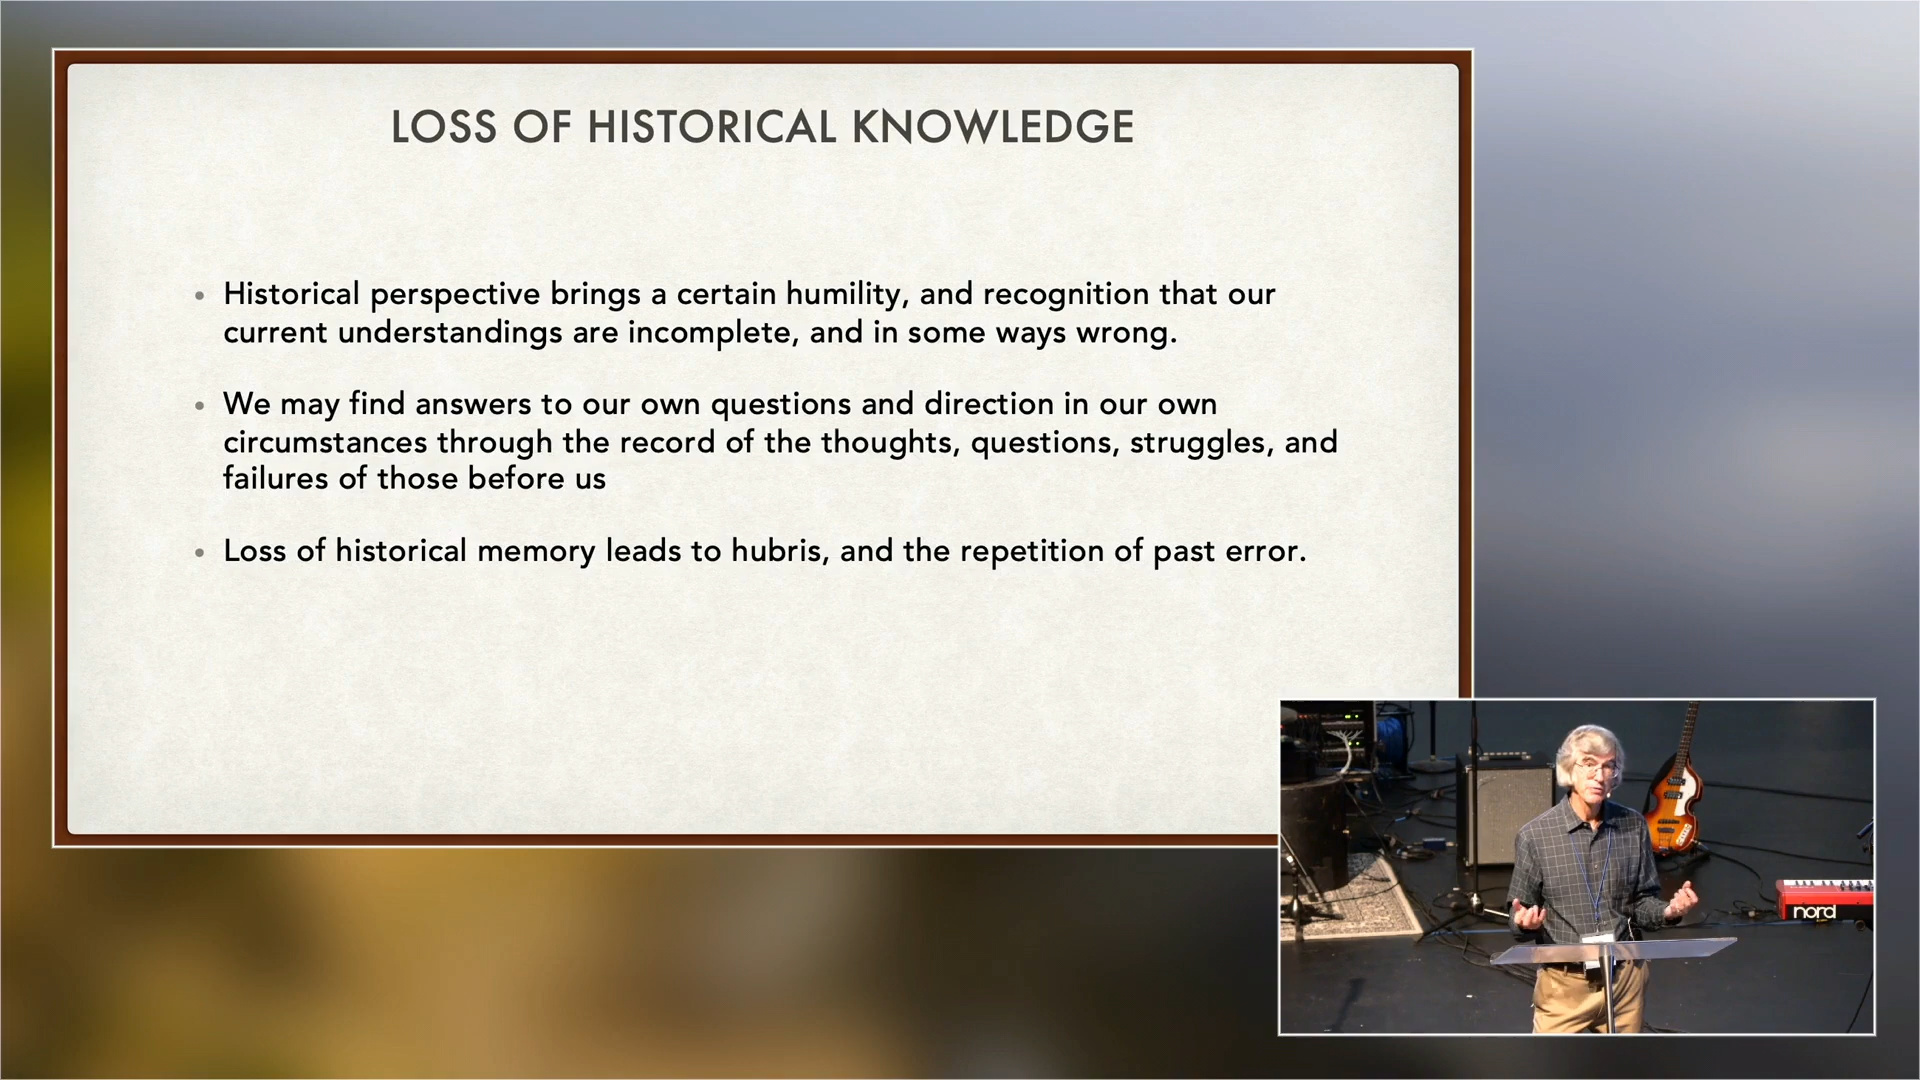 LOSS OF HISTORICAL KNOWLEDGE
• Historical perspective brings a certain humility, and recognition that our
current understandings are incomplete, and in some ways wrong.
• We may find answers to our own questions and direction in our own
circumstances through the record of the thoughts, questions, struggles, and
failures of those before us
• Loss of historical memory leads to hubris, and the repetition of past error.
nord